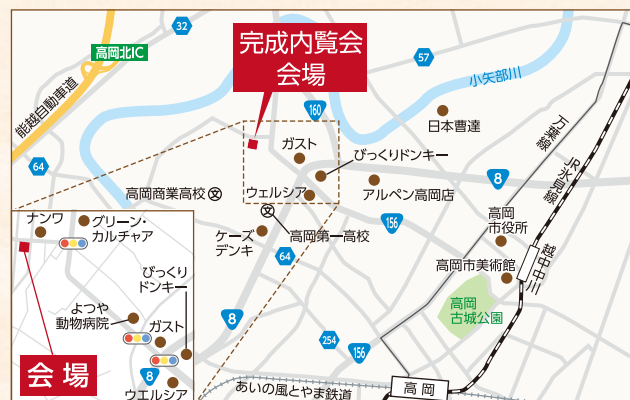 32
高岡北IC
完成内覧会
会場
57
小矢部川
能越自動車道
160
日本曹達
万葉線
JR氷見線
64
ガスト
びっくりドンキー
8
高岡商業高校
文
ウェルシア
アルペン高岡店
ナンワ
グリーン・
カルチャア
文
高岡第一高校
156
高岡
市役所
ケーズ
デンキ
64
高岡市美術館
越中中川
びっくり
ドンキー
よつや
動物病院
ガスト
8
高岡
古城公園
254
156
会場
8
ウエルシア
あいの風とやま鉄道
高岡